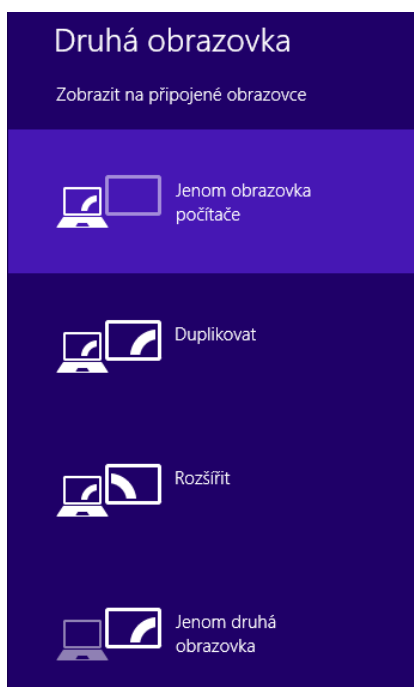 Druhá obrazovka
Zobrazit na připojené obrazovce
Jenom obrazovka
počítače
Duplikovat
Rozšířit
Jenom druhá
obrazovka